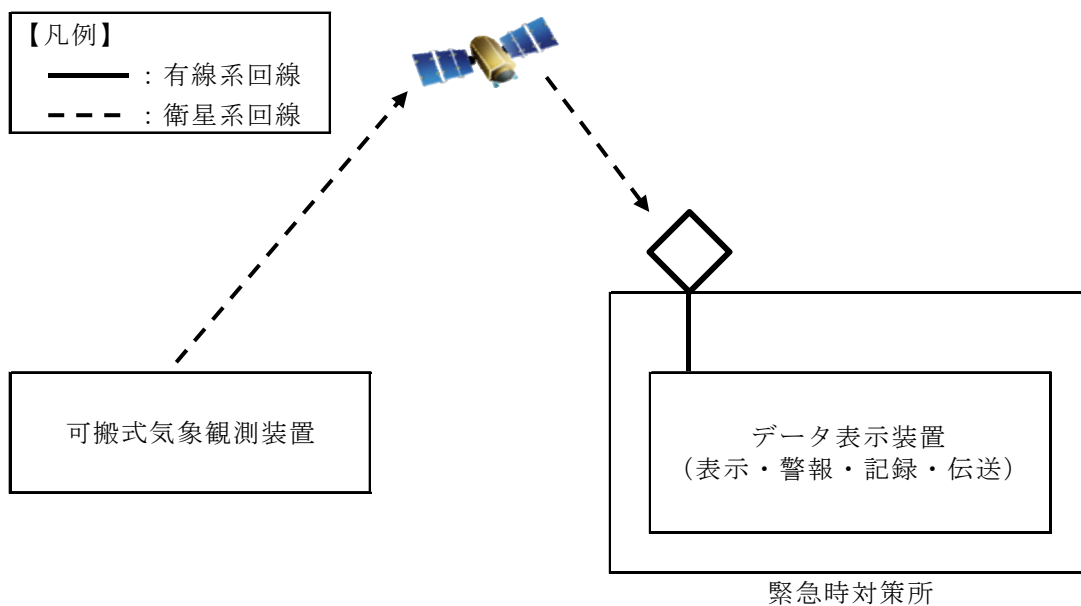 【凡例】
：有線系回線
：衛星系回線
可搬式気象観測装置
データ表示装置
（表示・警報・記録・伝送）
緊急時対策所